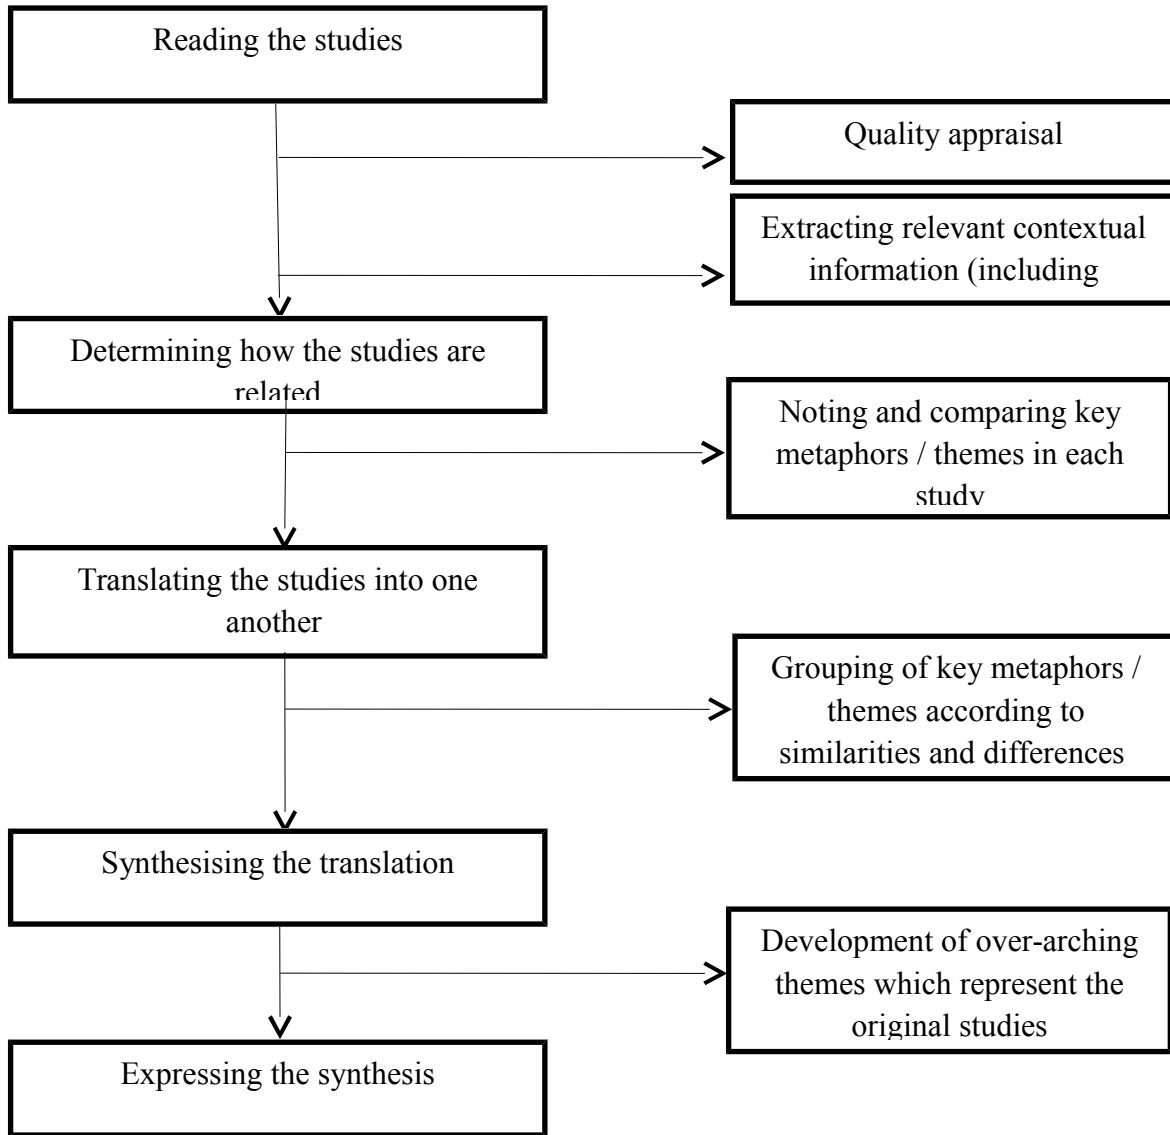 Reading the studies
Quality appraisal
Extracting relevant contextual
information (including
Determining how the studies are
related
Noting and comparing key
metaphors / themes in each
study
Translating the studies into one
another
Grouping of key metaphors /
themes according to
similarities and differences
Synthesising the translation
Development of over-arching
themes which represent the
original studies
Expressing the synthesis